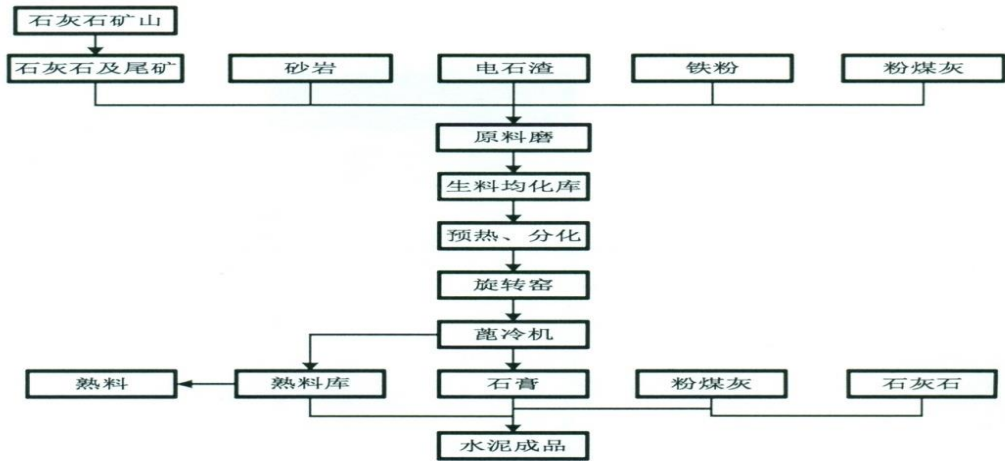 石灰石矿山
石灰石及尾矿
砂岩
电石渣
铁粉
粉煤灰
原料磨
生料均化库
预热、分化
旋转窑
蓖冷机
熟料
熟料库
石膏
粉煤灰
石灰石
水泥成品